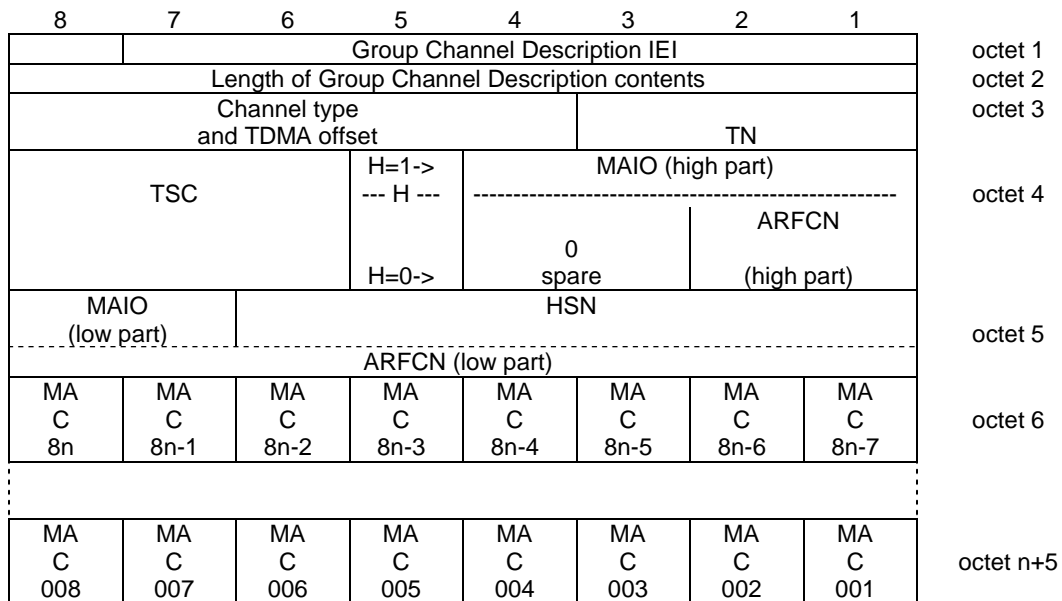 8 7 6 5 4 3 2 1
Group Channel Description IEI octet 1
Length of Group Channel Description contents octet 2
Channel type octet 3
and TDMA offset TN
H=1-> MAIO (high part)
TSC --- H --- ----------------------------------------------------- octet 4
ARFCN
0
H=0-> spare (high part)
MAIO HSN
(low part) octet 5
ARFCN (low part)
MA MA MA MA MA MA MA MA
C C C C C C C C octet 6
8n 8n-1 8n-2 8n-3 8n-4 8n-5 8n-6 8n-7
MA MA MA MA MA MA MA MA
C C C C C C C C octet n+5
008 007 006 005 004 003 002 001